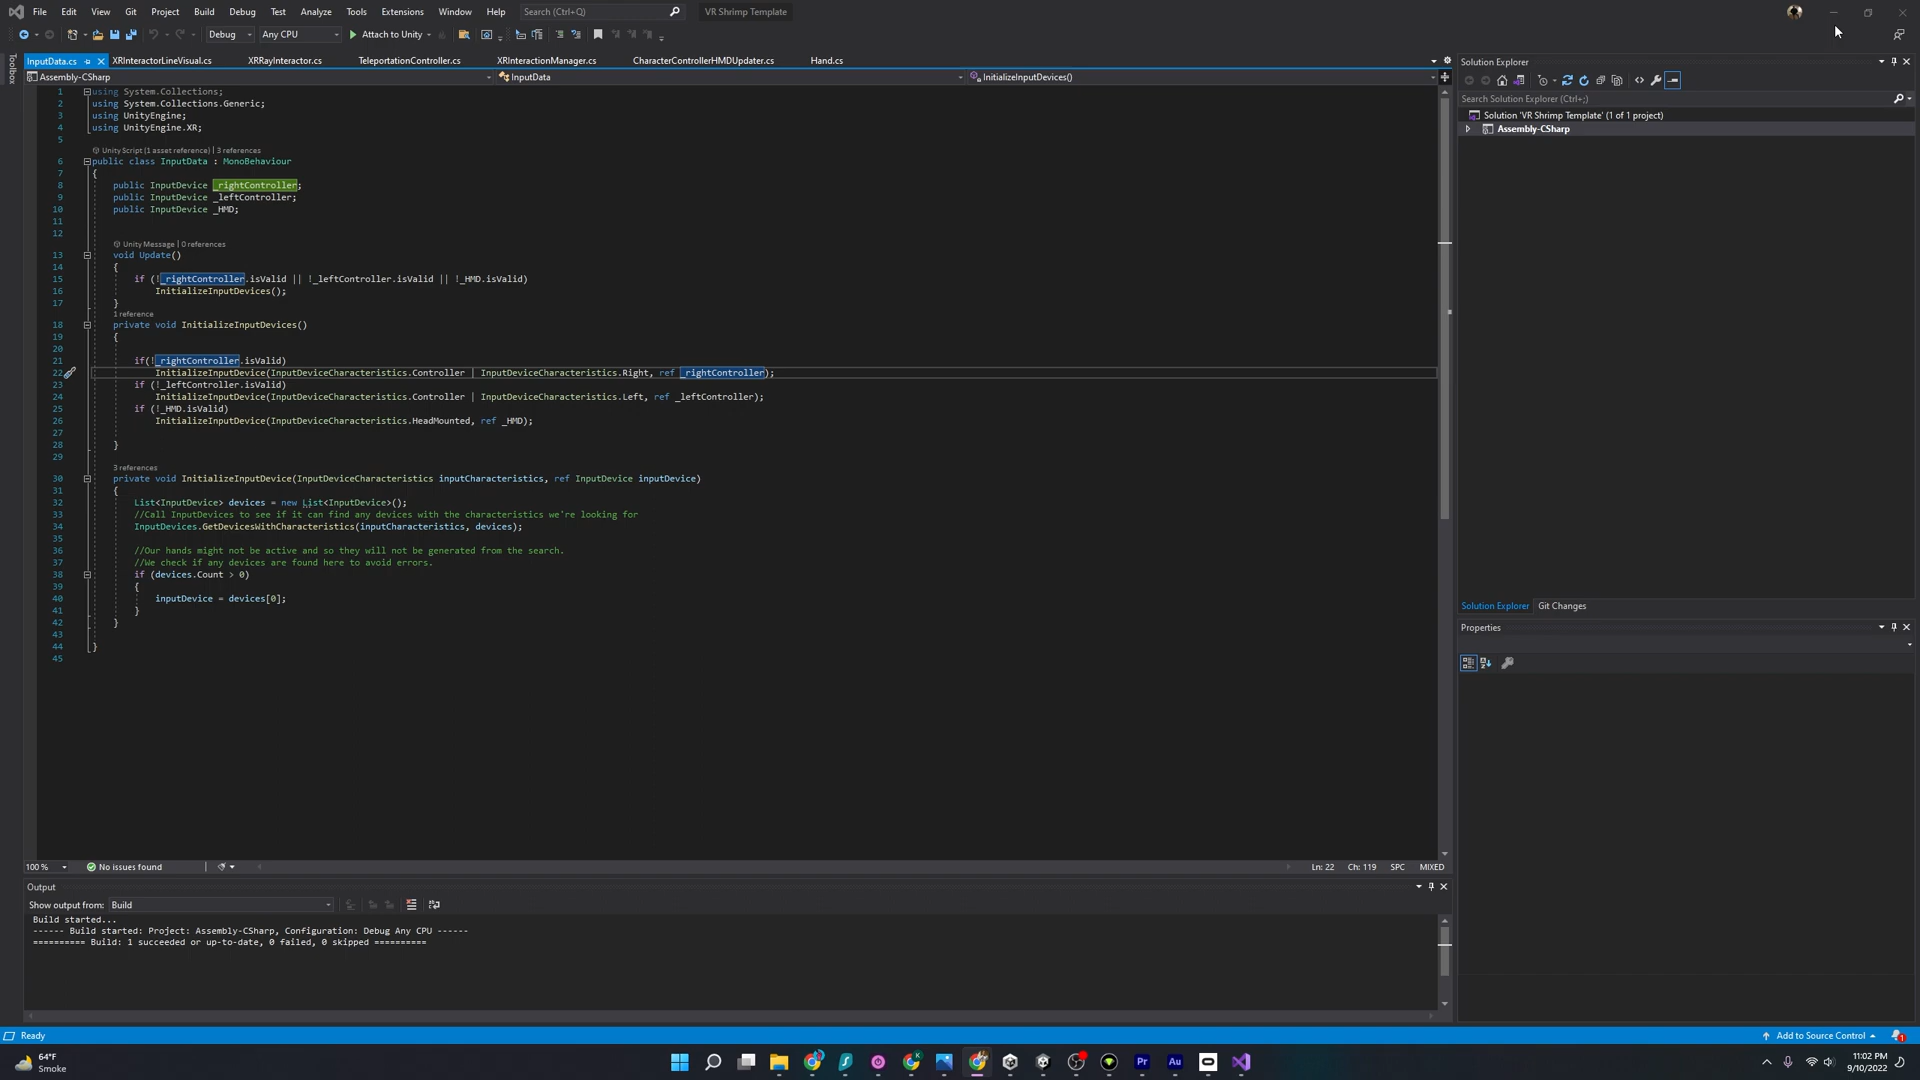 File Edit View Git Project Build Debug Test Analyze Tools Extensions Window Help Search (Ctrl+Q) VR Shrimp Template
Debug Any CPU Attach to Unity
InputData.cs XRInteractorLineVisual.cs XRRayInteractor.cs TeleportationController.cs XRInteractionManager.cs CharacterControllerHMDUpdater.cs Hand.cs
Assembly-CSharp InputData InitializeInputDevices()
Toolbox
1 using System.Collections;
2 using System.Collections.Generic;
3 using UnityEngine;
4 using UnityEngine.XR;
5
Unity Script (1 asset reference) | 3 references
6 public class InputData : MonoBehaviour
7 {
8 public InputDevice _rightController;
9 public InputDevice _leftController;
10 public InputDevice _HMD;
11
12
Unity Message | 0 references
13 void Update()
14 {
15 if (!_rightController.isValid || !_leftController.isValid || !_HMD.isValid)
16 InitializeInputDevices();
17 }
1 reference
18 private void InitializeInputDevices()
19 {
20
21 if(!_rightController.isValid)
22 InitializeInputDevice(InputDeviceCharacteristics.Controller | InputDeviceCharacteristics.Right, ref _rightController);
23 if (!_leftController.isValid)
24 InitializeInputDevice(InputDeviceCharacteristics.Controller | InputDeviceCharacteristics.Left, ref _leftController);
25 if (!_HMD.isValid)
26 InitializeInputDevice(InputDeviceCharacteristics.HeadMounted, ref _HMD);
27
28 }
29
3 references
30 private void InitializeInputDevice(InputDeviceCharacteristics inputCharacteristics, ref InputDevice inputDevice)
31 {
32 List<InputDevice> devices = new List<InputDevice>();
33 //Call InputDevices to see if it can find any devices with the characteristics we're looking for
34 InputDevices.GetDevicesWithCharacteristics(inputCharacteristics, devices);
35
36 //Our hands might not be active and so they will not be generated from the search.
37 //We check if any devices are found here to avoid errors.
38 if (devices.Count > 0)
39 {
40 inputDevice = devices[0];
41 }
42 }
43
44 }
45
100 % No issues found Ln: 22 Ch: 119 SPC MIXED
Output
Show output from: Build
Build started...
------ Build started: Project: Assembly-CSharp, Configuration: Debug Any CPU ------
========== Build: 1 succeeded or up-to-date, 0 failed, 0 skipped ==========
Solution Explorer
Search Solution Explorer (Ctrl+;)
Solution 'VR Shrimp Template' (1 of 1 project)
Assembly-CSharp
Solution Explorer Git Changes
Properties
Ready Add to Source Control 1
64°F
Smoke
Pr Au
11:02 PM
9/10/2022